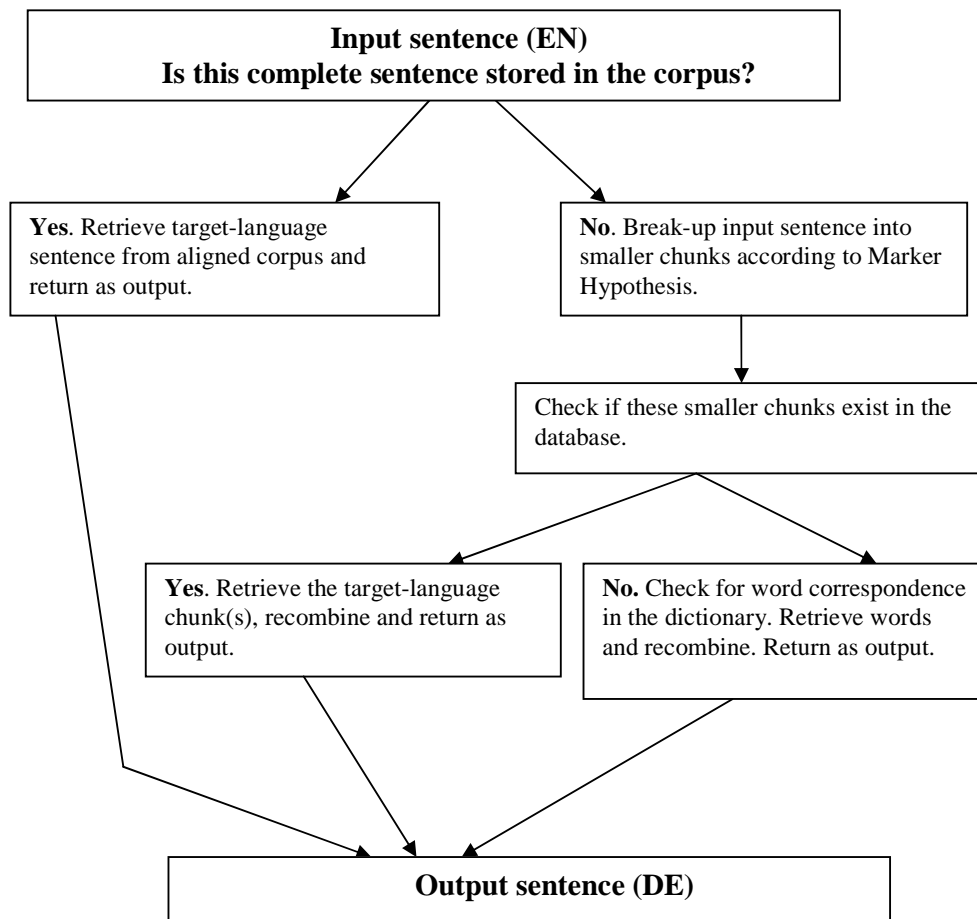 Input sentence (EN)
Is this complete sentence stored in the corpus?
Yes. Retrieve target-language
sentence from aligned corpus and
return as output.
No. Break-up input sentence into
smaller chunks according to Marker
Hypothesis.
Check if these smaller chunks exist in the
database.
Yes. Retrieve the target-language
chunk(s), recombine and return as
output.
No. Check for word correspondence
in the dictionary. Retrieve words
and recombine. Return as output.
Output sentence (DE)